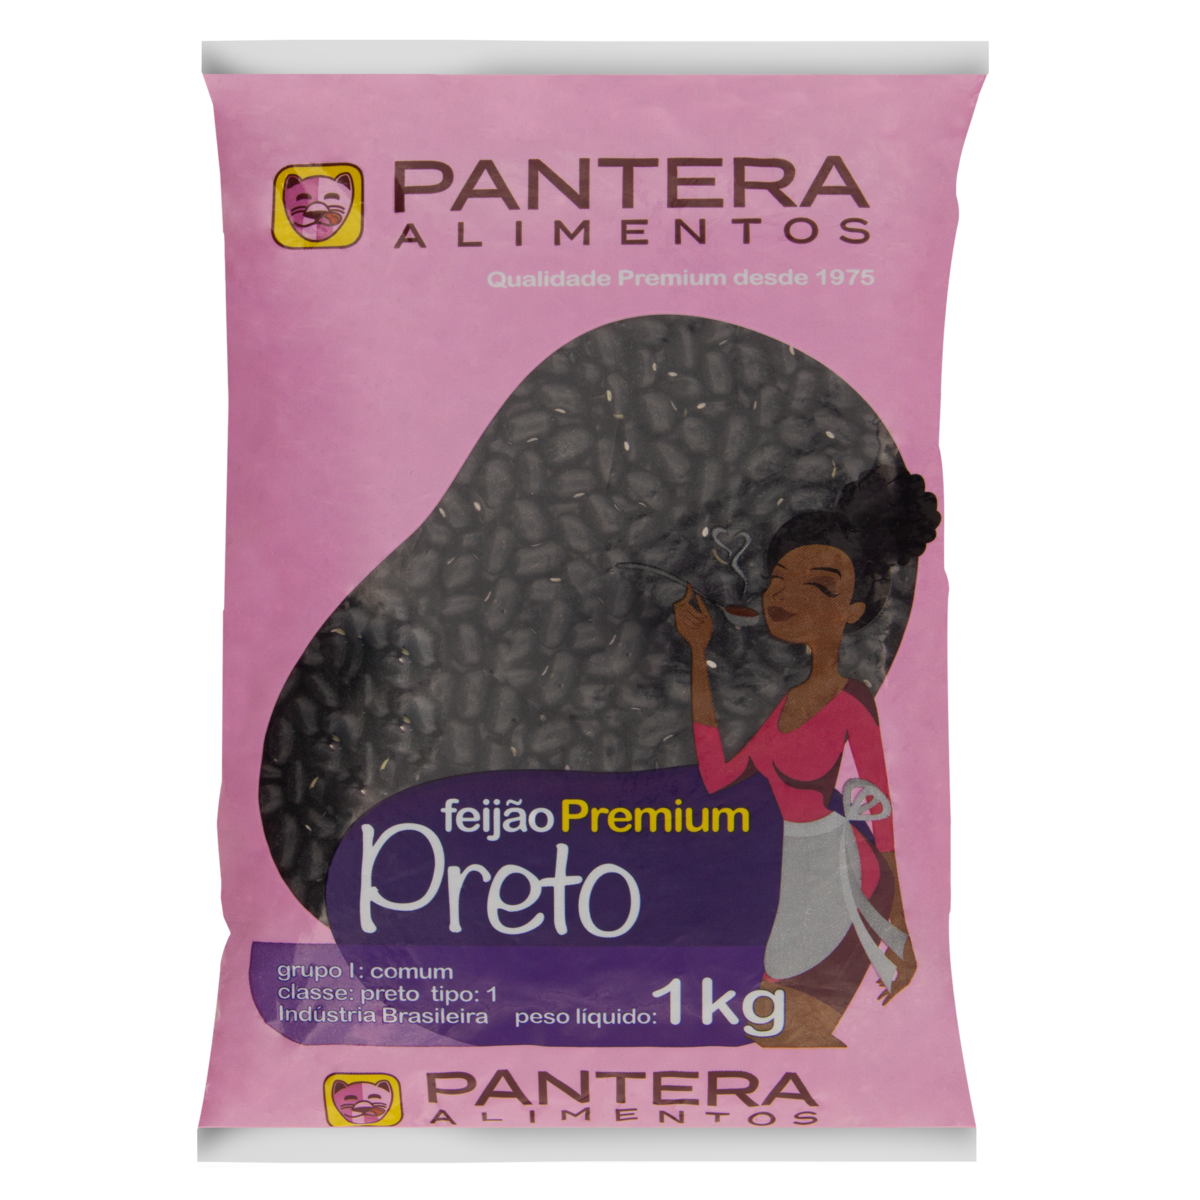 PANTERA
ALIMENTOS
Qualidade Premium desde 1975
feijão Premium
Preto
grupo I: comum
classe: preto tipo: 1
Indústria Brasileira peso líquido: 1kg
PANTERA
ALIMENTOS